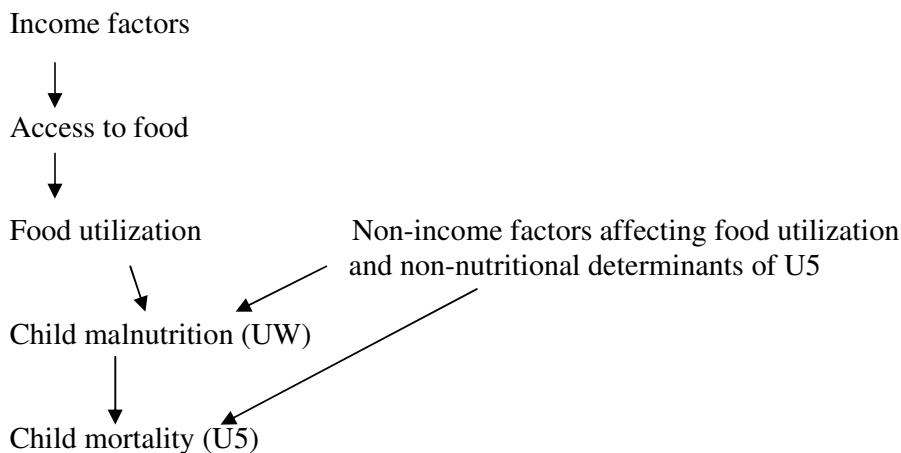 Income factors
Access to food
Food utilization
Non-income factors affecting food utilization
and non-nutritional determinants of U5
Child malnutrition (UW)
Child mortality (U5)